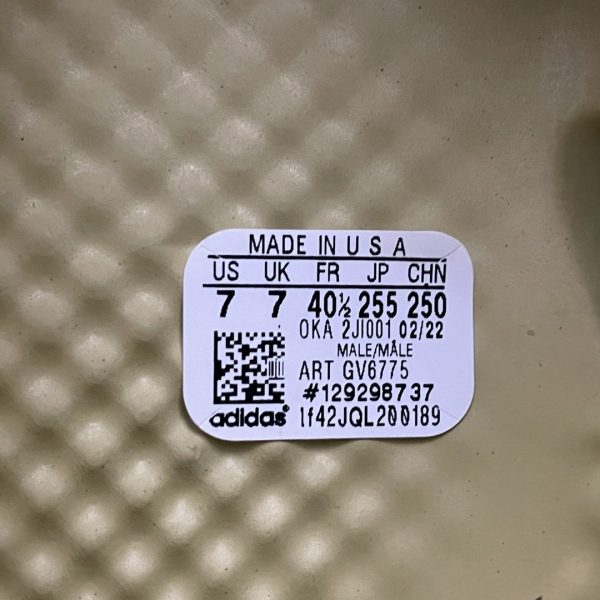 MADE IN U S A
US UK FR JP CHN
7 7 40½ 255 250
OKA 2JI001 02/22
MALE/MÂLE
ART GV6775
#129298737
adidas® 1f42JQL200189